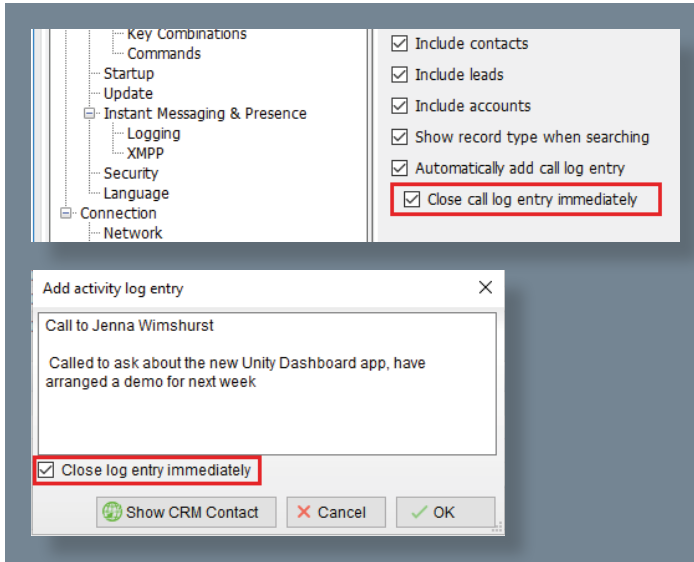 Key Combinations
Commands
Startup
Update
Instant Messaging & Presence
Logging
XMPP
Security
Language
Connection
Network
Include contacts
Include leads
Include accounts
Show record type when searching
Automatically add call log entry
Close call log entry immediately
Add activity log entry
Call to Jenna Wimshurst
Called to ask about the new Unity Dashboard app, have
arranged a demo for next week
Close log entry immediately
Show CRM Contact
Cancel
OK